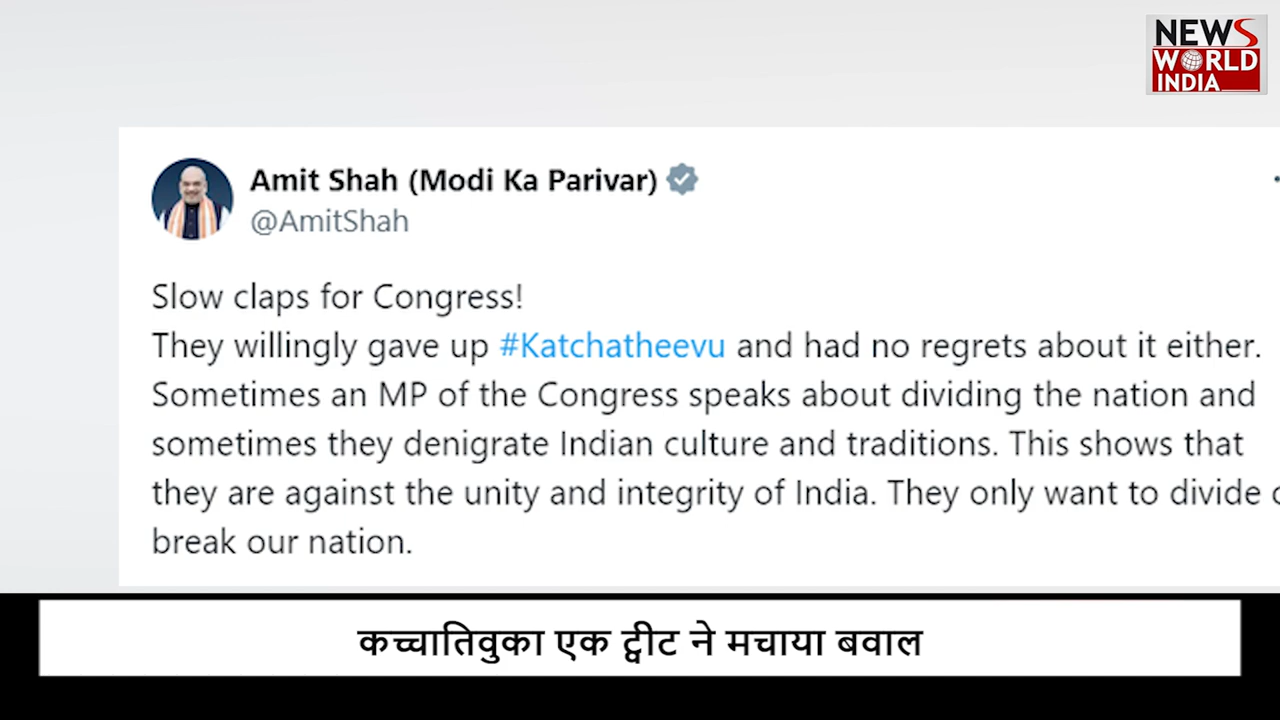 NEWS
WORLD
INDIA
Amit Shah (Modi Ka Parivar)
@AmitShah
Slow claps for Congress!
They willingly gave up #Katchatheevu and had no regrets about it either.
Sometimes an MP of the Congress speaks about dividing the nation and
sometimes they denigrate Indian culture and traditions. This shows that
they are against the unity and integrity of India. They only want to divide
break our nation.
कच्चातिवुका एक ट्वीट ने मचाया बवाल